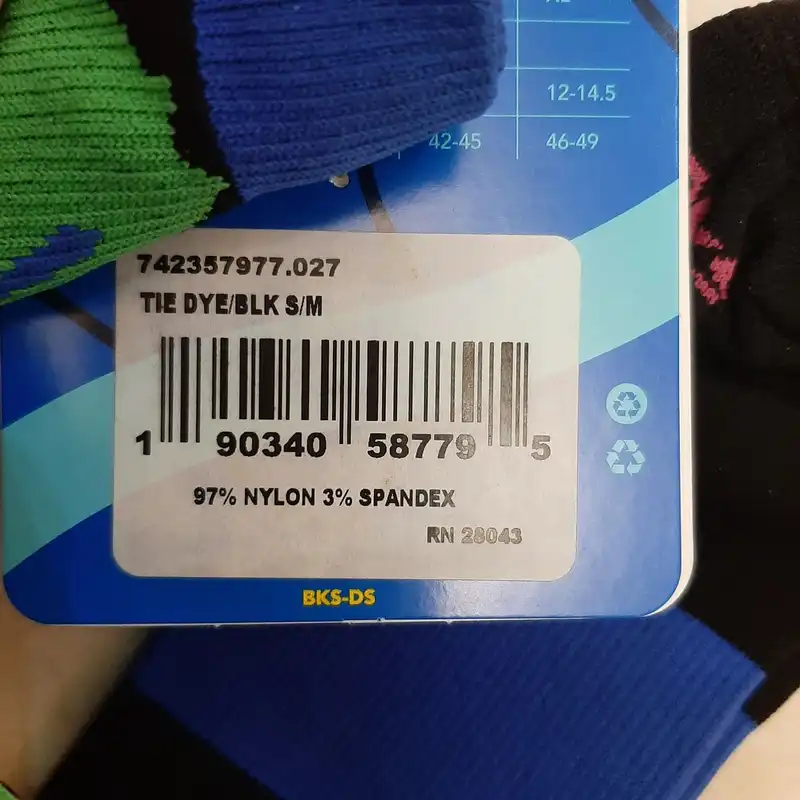 12-14.5
42-45 46-49
742357977.027
TIE DYE/BLK S/M
1 90340 58779 5
97% NYLON 3% SPANDEX
RN 28043
BKS-DS